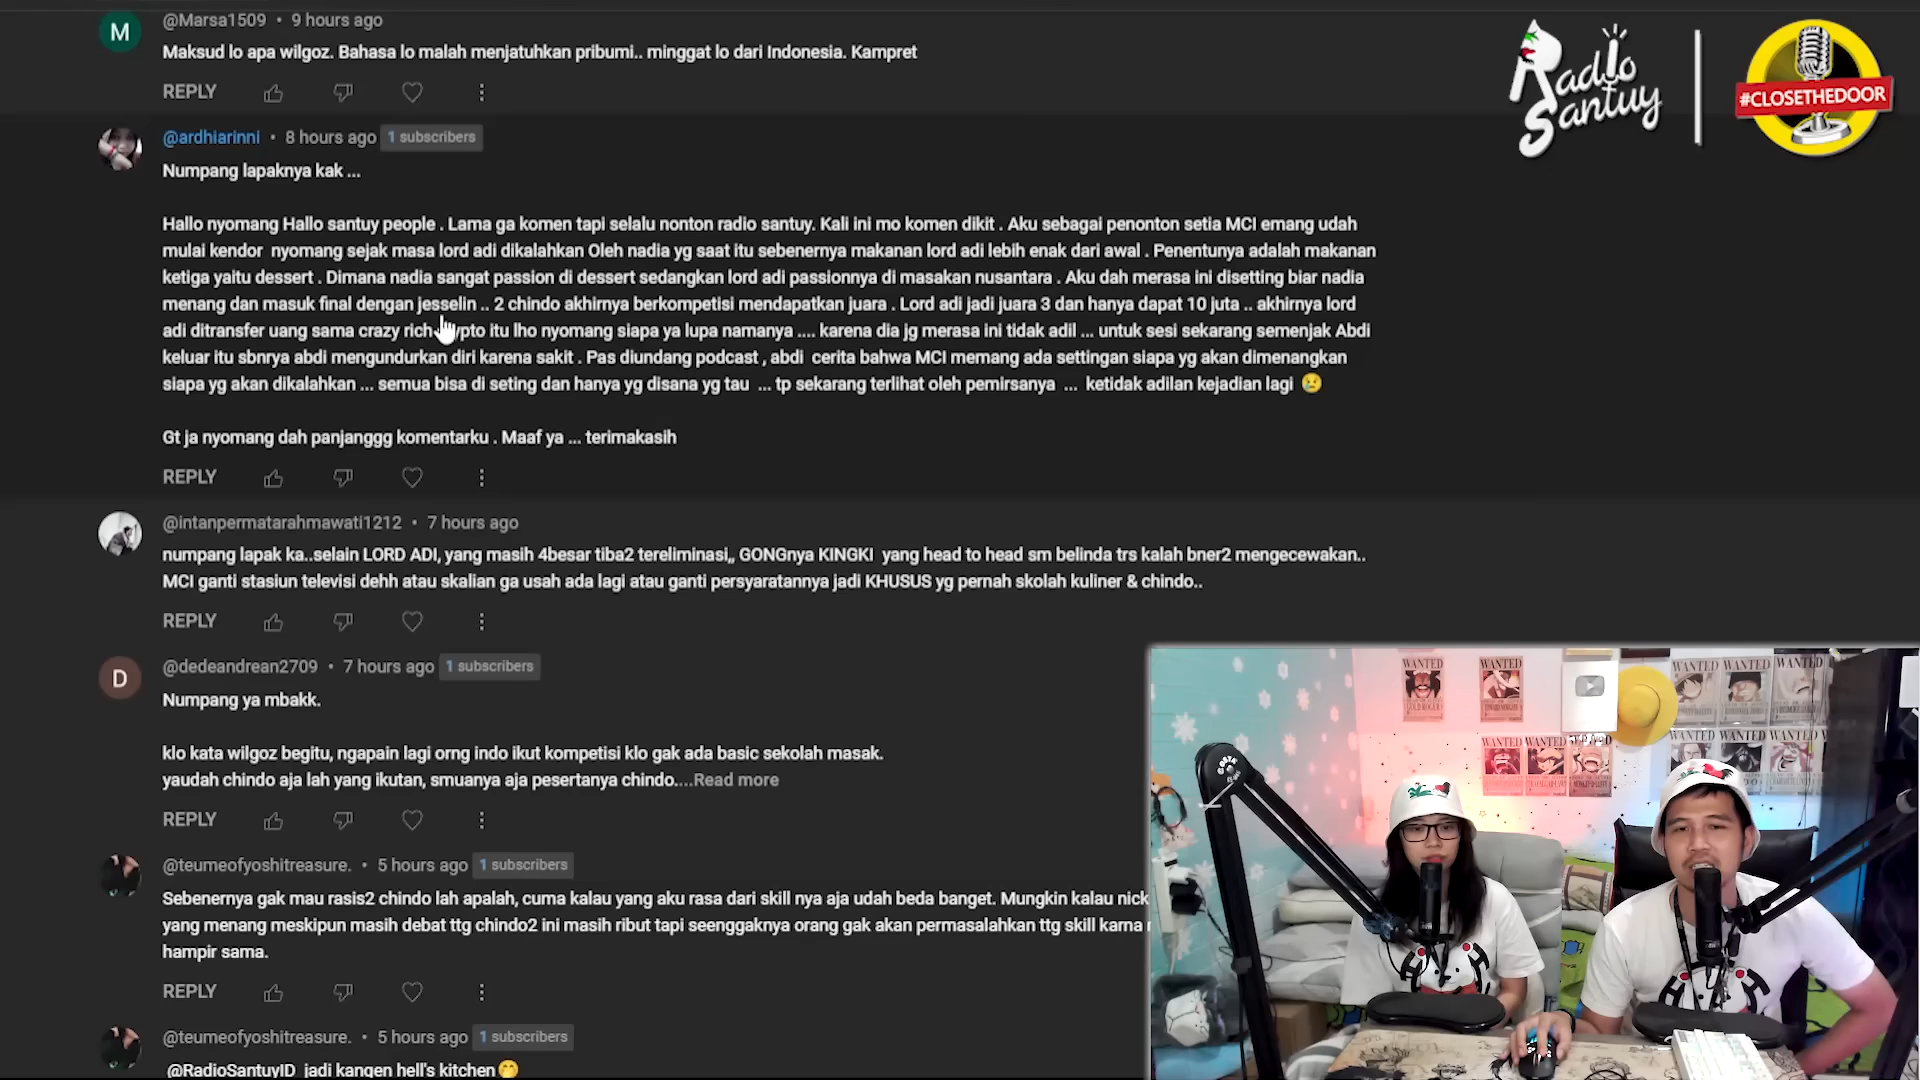 @Marsa1509 • 9 hours ago
Maksud lo apa wilgoz. Bahasa lo malah menjatuhkan pribumi.. minggat lo dari Indonesia. Kampret
REPLY
Radio
Santuy
#CLOSETHEDOOR
@ardhiarinni • 8 hours ago 1 subscribers
Numpang lapaknya kak ...
Hallo nyomang Hallo santuy people . Lama ga komen tapi selalu nonton radio santuy. Kali ini mo komen dikit . Aku sebagai penonton setia MCI emang udah
mulai kendor nyomang sejak masa lord adi dikalahkan Oleh nadia yg saat itu sebenernya makanan lord adi lebih enak dari awal . Penentunya adalah makanan
ketiga yaitu dessert . Dimana nadia sangat passion di dessert sedangkan lord adi passionnya di masakan nusantara . Aku dah merasa ini disetting biar nadia
menang dan masuk final dengan jesselin .. 2 chindo akhirnya berkompetisi mendapatkan juara . Lord adi jadi juara 3 dan hanya dapat 10 juta .. akhirnya lord
adi ditransfer uang sama crazy rich ypto itu lho nyomang siapa ya lupa namanya .... karena dia jg merasa ini tidak adil ... untuk sesi sekarang semenjak Abdi
keluar itu sbnrya abdi mengundurkan diri karena sakit . Pas diundang podcast , abdi cerita bahwa MCI memang ada settingan siapa yg akan dimenangkan
siapa yg akan dikalahkan ... semua bisa di seting dan hanya yg disana yg tau ... tp sekarang terlihat oleh pemirsanya ... ketidak adilan kejadian lagi 😢
Gt ja nyomang dah panjanggg komentarku . Maaf ya ... terimakasih
REPLY
@intanpermatarahmawati1212 • 7 hours ago
numpang lapak ka..selain LORD ADI, yang masih 4besar tiba2 tereliminasi,, GONGnya KINGKI yang head to head sm belinda trs kalah bner2 mengecewakan..
MCI ganti stasiun televisi dehh atau skalian ga usah ada lagi atau ganti persyaratannya jadi KHUSUS yg pernah skolah kuliner & chindo..
REPLY
D
@dedeandrean2709 • 7 hours ago 1 subscribers
Numpang ya mbakk.
klo kata wilgoz begitu, ngapain lagi orng indo ikut kompetisi klo gak ada basic sekolah masak.
yaudah chindo aja lah yang ikutan, smuanya aja pesertanya chindo....Read more
REPLY
@teumeofyoshitreasure. • 5 hours ago 1 subscribers
Sebenernya gak mau rasis2 chindo lah apalah, cuma kalau yang aku rasa dari skill nya aja udah beda banget. Mungkin kalau nick
yang menang meskipun masih debat ttg chindo2 ini masih ribut tapi seenggaknya orang gak akan permasalahkan ttg skill karna
hampir sama.
REPLY
@teumeofyoshitreasure. • 5 hours ago 1 subscribers
@RadioSantuyID jadi kangen hell's kitchen🤭
M
WANTED
WANTED
WANTED
WANTED
WANTED
WANTED
WANTED
WANTED